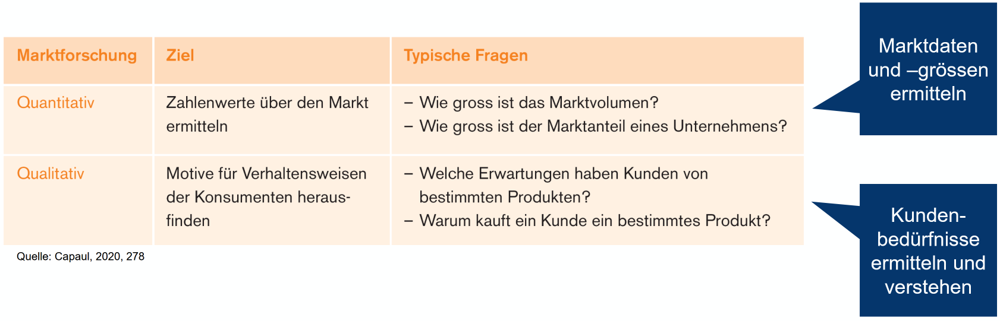 Marktforschung
Ziel
Typische Fragen
Quantitativ
Zahlenwerte über den Markt
ermitteln
– Wie gross ist das Marktvolumen?
– Wie gross ist der Marktanteil eines Unternehmens?
Qualitativ
Motive für Verhaltensweisen
der Konsumenten heraus-
finden
– Welche Erwartungen haben Kunden von
bestimmten Produkten?
– Warum kauft ein Kunde ein bestimmtes Produkt?
Quelle: Capaul, 2020, 278
Marktdaten
und –grössen
ermitteln
Kunden-
bedürfnisse
ermitteln und
verstehen